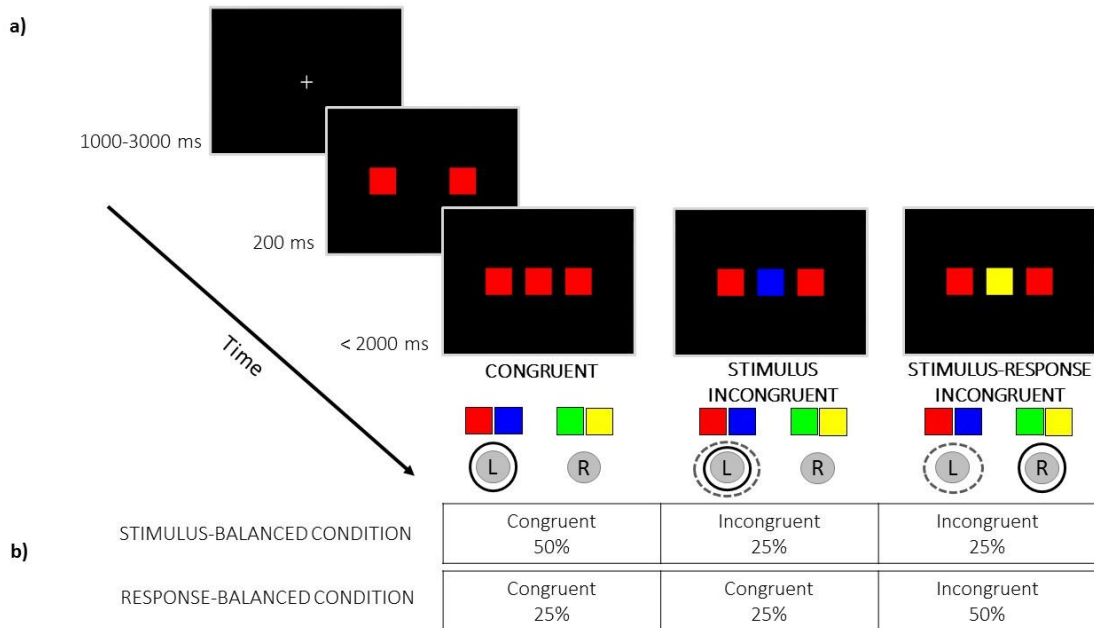 a)
1000-3000 ms
200 ms
< 2000 ms
Time
CONGRUENT
STIMULUS
INCONGRUENT
STIMULUS-RESPONSE
INCONGRUENT
L R L R L R
STIMULUS-BALANCED CONDITION
Congruent
50%
Incongruent
25%
Incongruent
25%
b)
RESPONSE-BALANCED CONDITION
Congruent
25%
Congruent
25%
Incongruent
50%